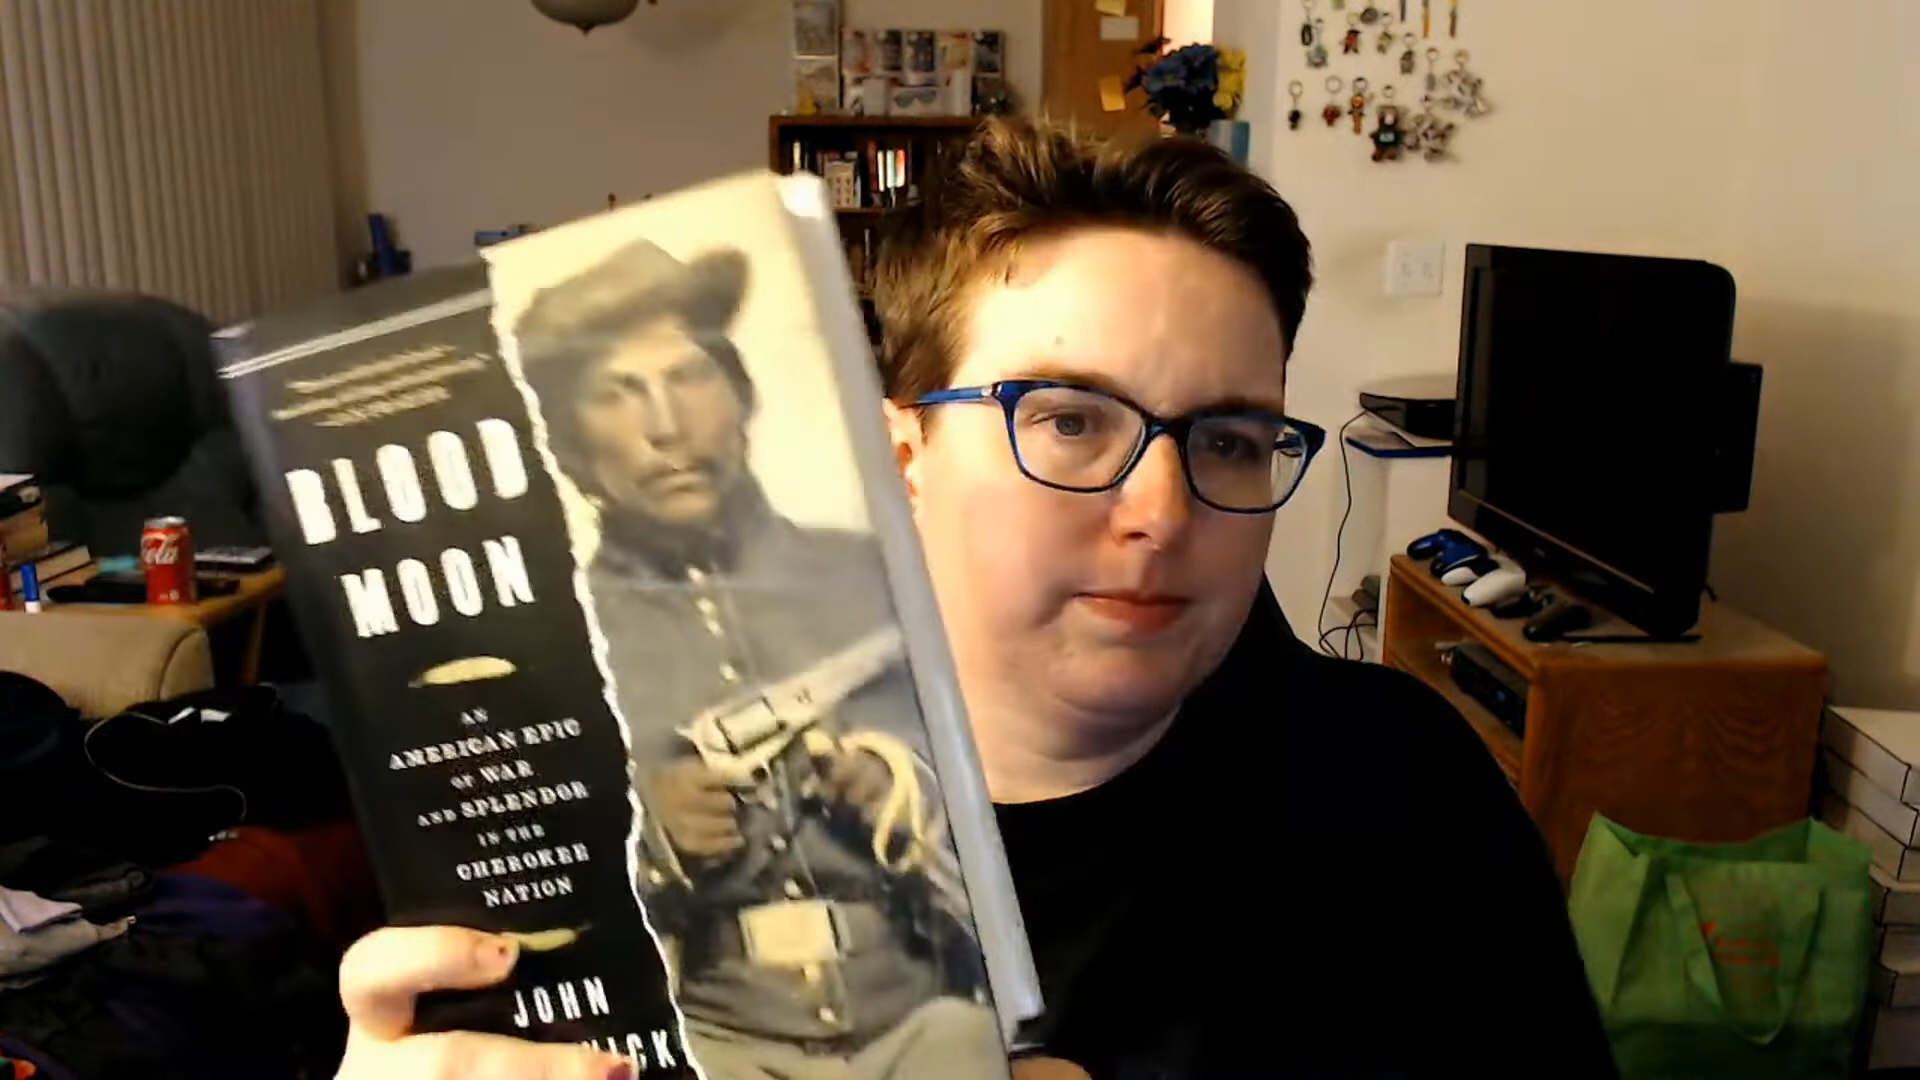 BLOOD
MOON
AN
AMERICAN EPIC
OF WAR
AND SPLENDOR
IN THE
CHEROKEE
NATION
JOHN